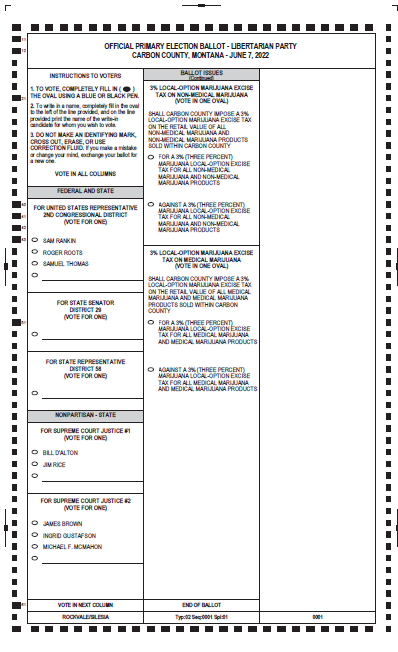 OFFICIAL PRIMARY ELECTION BALLOT - LIBERTARIAN PARTY
CARBON COUNTY, MONTANA - JUNE 7, 2022
INSTRUCTIONS TO VOTERS
1. TO VOTE, COMPLETELY FILL IN ( )
THE OVAL USING A BLUE OR BLACK PEN.
2. To write in a name, completely fill in the oval
to the left of the line provided, and on the line
provided print the name of the write-in
candidate for whom you wish to vote.
3. DO NOT MAKE AN IDENTIFYING MARK,
CROSS OUT, ERASE, OR USE
CORRECTION FLUID. If you make a mistake
or change your mind, exchange your ballot for
a new one.
VOTE IN ALL COLUMNS
FEDERAL AND STATE
FOR UNITED STATES REPRESENTATIVE
2ND CONGRESSIONAL DISTRICT
(VOTE FOR ONE)
SAM RANKIN
ROGER ROOTS
SAMUEL THOMAS
FOR STATE SENATOR
DISTRICT 29
(VOTE FOR ONE)
FOR STATE REPRESENTATIVE
DISTRICT 58
(VOTE FOR ONE)
NONPARTISAN - STATE
FOR SUPREME COURT JUSTICE #1
(VOTE FOR ONE)
BILL D'ALTON
JIM RICE
FOR SUPREME COURT JUSTICE #2
(VOTE FOR ONE)
JAMES BROWN
INGRID GUSTAFSON
MICHAEL F. MCMAHON
VOTE IN NEXT COLUMN
BALLOT ISSUES
(Continued)
3% LOCAL-OPTION MARIJUANA EXCISE
TAX ON NON-MEDICAL MARIJUANA
(VOTE IN ONE OVAL)
SHALL CARBON COUNTY IMPOSE A 3%
LOCAL-OPTION MARIJUANA EXCISE TAX
ON THE RETAIL VALUE OF ALL
NON-MEDICAL MARIJUANA AND
NON-MEDICAL MARIJUANA PRODUCTS
SOLD WITHIN CARBON COUNTY
FOR A 3% (THREE PERCENT)
MARIJUANA LOCAL-OPTION EXCISE
TAX FOR ALL NON-MEDICAL
MARIJUANA AND NON-MEDICAL
MARIJUANA PRODUCTS
AGAINST A 3% (THREE PERCENT)
MARIJUANA LOCAL-OPTION EXCISE
TAX FOR ALL NON-MEDICAL
MARIJUANA AND NON-MEDICAL
MARIJUANA PRODUCTS
3% LOCAL-OPTION MARIJUANA EXCISE
TAX ON MEDICAL MARIJUANA
(VOTE IN ONE OVAL)
SHALL CARBON COUNTY IMPOSE A 3%
LOCAL-OPTION MARIJUANA EXCISE TAX
ON THE RETAIL VALUE OF ALL MEDICAL
MARIJUANA AND MEDICAL MARIJUANA
PRODUCTS SOLD WITHIN CARBON
COUNTY
FOR A 3% (THREE PERCENT)
MARIJUANA LOCAL-OPTION EXCISE
TAX FOR ALL MEDICAL MARIJUANA
AND MEDICAL MARIJUANA PRODUCTS
AGAINST A 3% (THREE PERCENT)
MARIJUANA LOCAL-OPTION EXCISE
TAX FOR ALL MEDICAL MARIJUANA
AND MEDICAL MARIJUANA PRODUCTS
END OF BALLOT
ROCKVALE/SILESIA
Typ:02 Seq:0001 Spl:01
0001